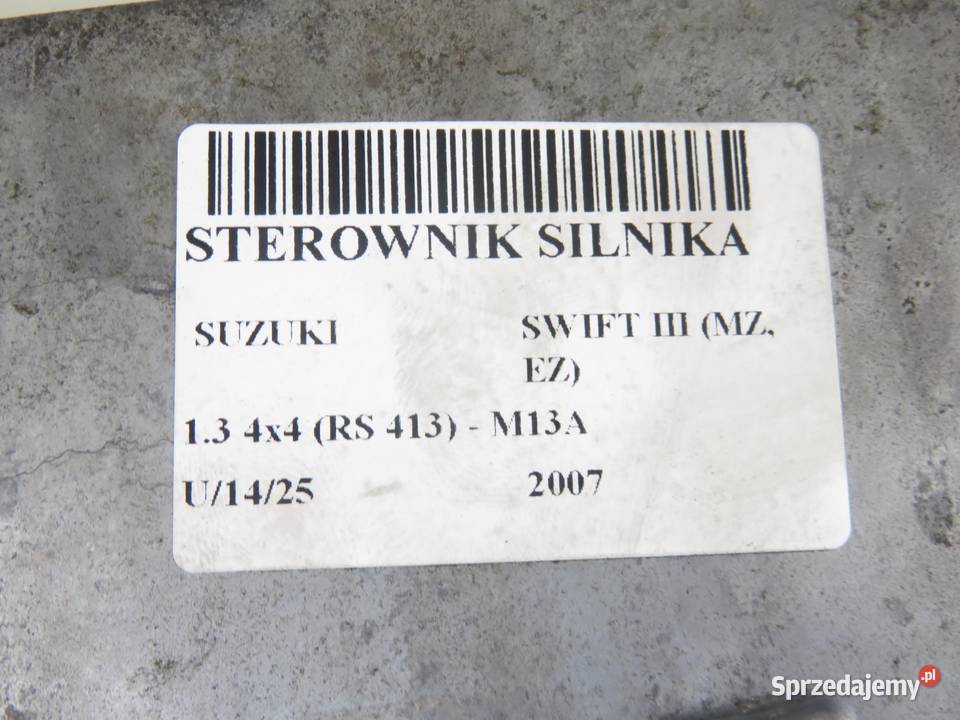 STEROWNIK SILNIKA
SUZUKI SWIFT III (MZ,
EZ)
1.3 4x4 (RS 413) - M13A
U/14/25 2007
Sprzedajemy.pl